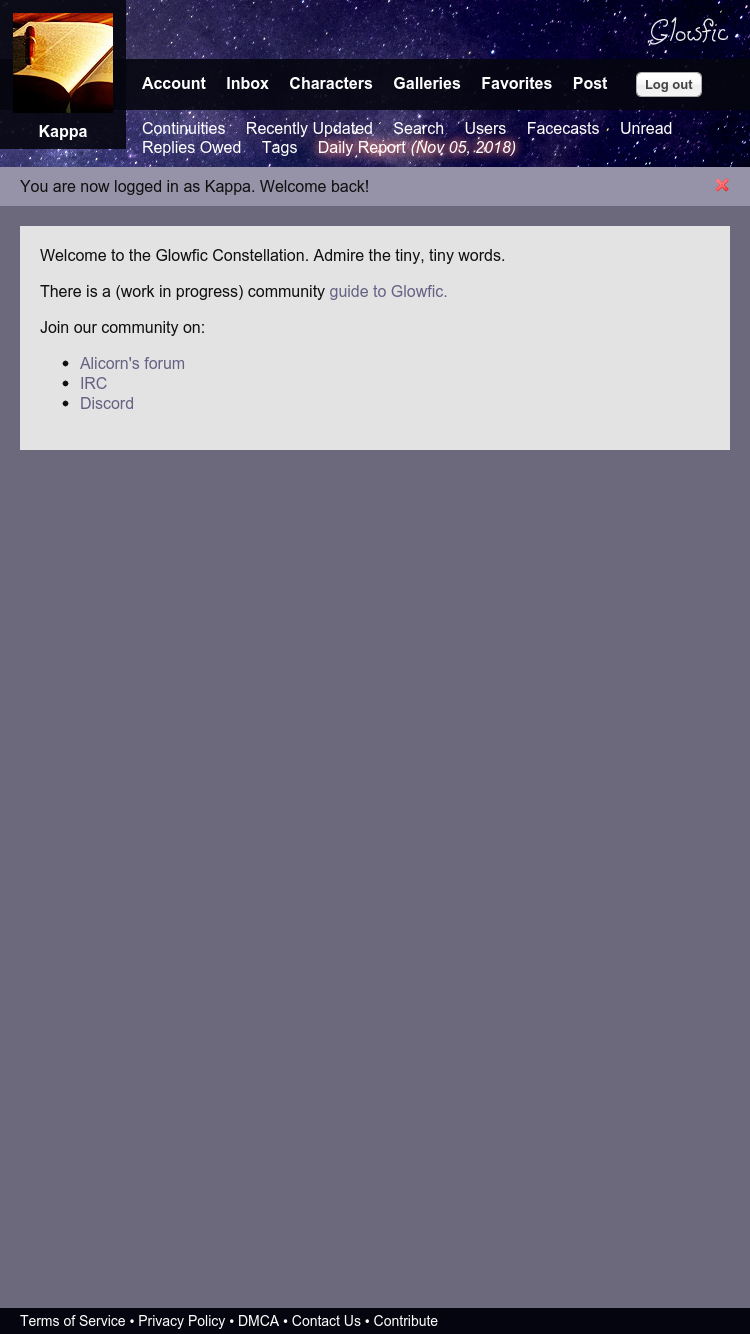 Glowfic
Account Inbox Characters Galleries Favorites Post Log out
Kappa
Continuities Recently Updated Search Users Facecasts Unread
Replies Owed Tags Daily Report (Nov 05, 2018)
You are now logged in as Kappa. Welcome back!
Welcome to the Glowfic Constellation. Admire the tiny, tiny words.
There is a (work in progress) community guide to Glowfic.
Join our community on:
• Alicorn's forum
• IRC
• Discord
Terms of Service • Privacy Policy • DMCA • Contact Us • Contribute